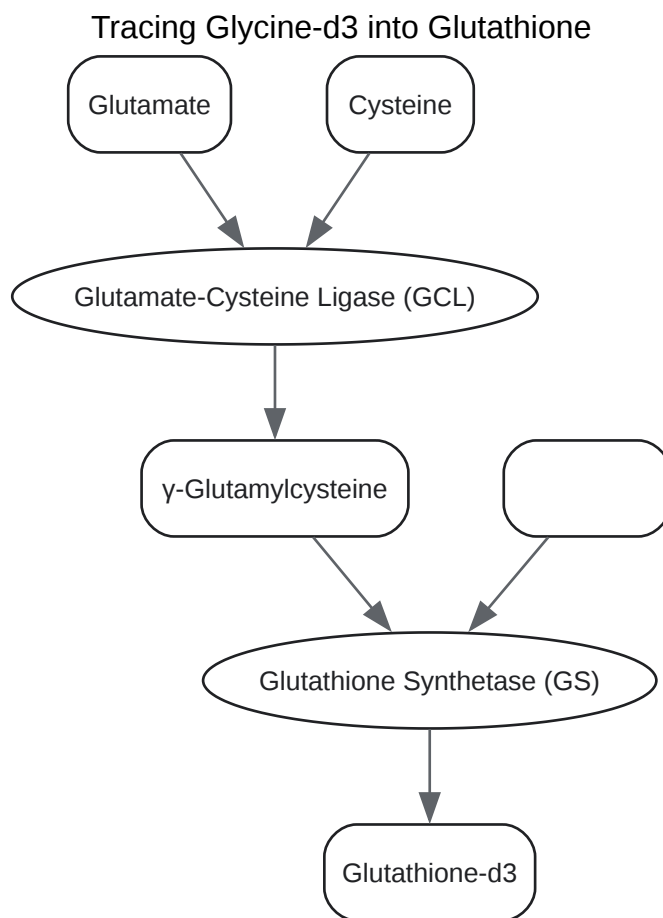 Tracing Glycine-d3 into Glutathione
Glutamate
Cysteine
Glutamate-Cysteine Ligase (GCL)
γ-Glutamylcysteine
Glutathione Synthetase (GS)
Glutathione-d3